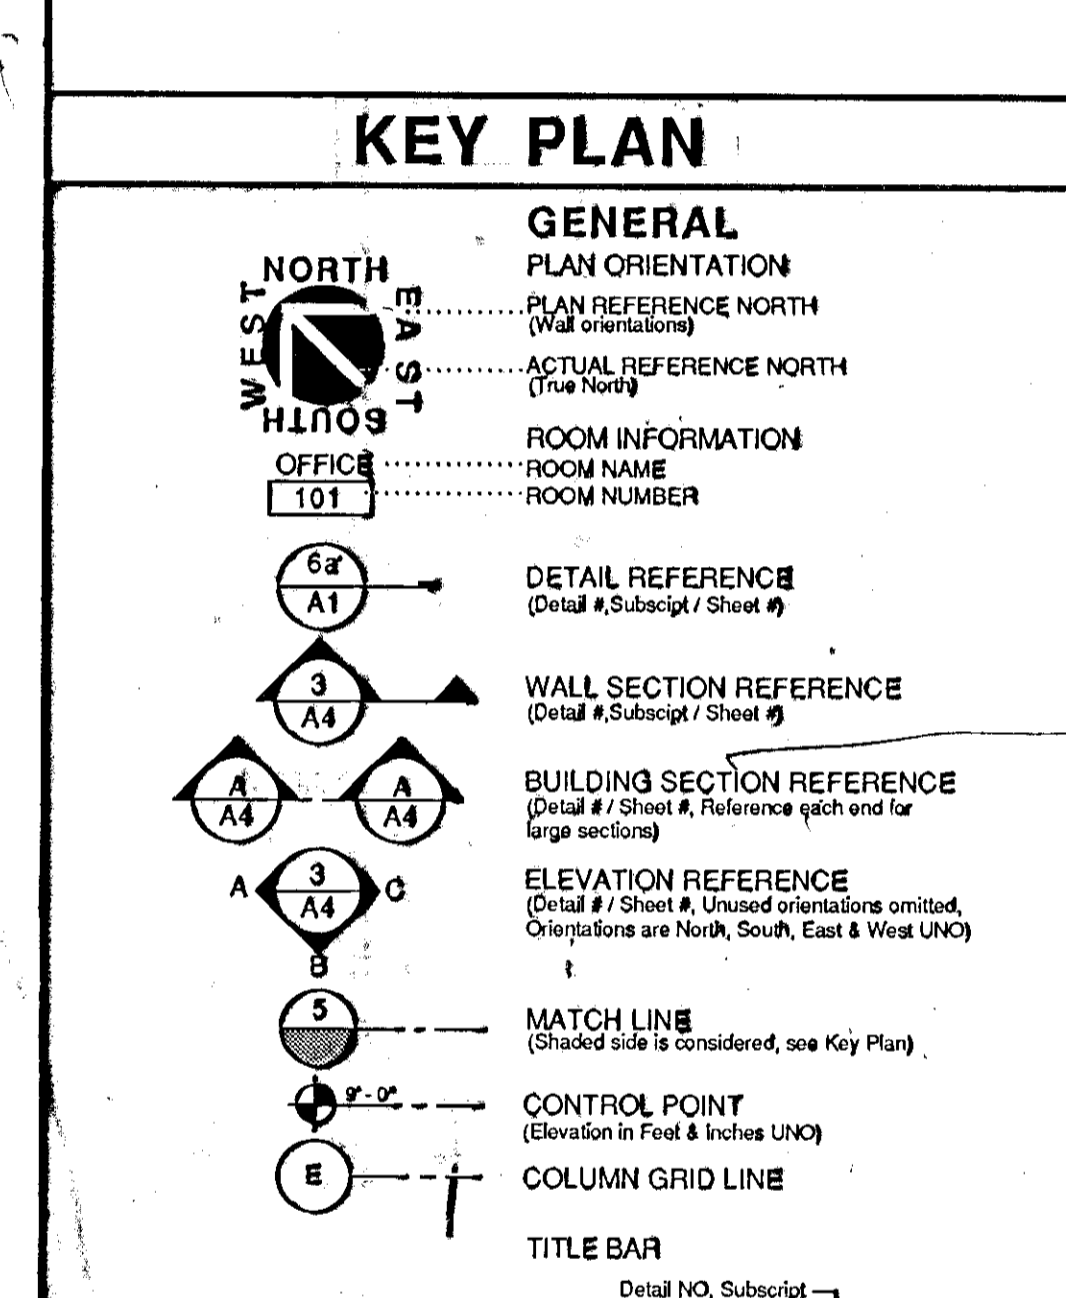 KEY PLAN
GENERAL
PLAN ORIENTATION
NORTH
EAST
WEST
SOUTH
PLAN REFERENCE NORTH
(Wall orientations)
ACTUAL REFERENCE NORTH
(True North)
ROOM INFORMATION
OFFICE
ROOM NAME
101
ROOM NUMBER
6a
A1
DETAIL REFERENCE
(Detail #,Subscipt / Sheet #)
3
A4
WALL SECTION REFERENCE
(Detail #,Subscipt / Sheet #)
A
A4
A
A4
BUILDING SECTION REFERENCE
(Detail # / Sheet #, Reference each end for
large sections)
A
3
A4
C
B
ELEVATION REFERENCE
(Detail # / Sheet #, Unused orientations omitted,
Orientations are North, South, East & West UNO)
5
MATCH LINE
(Shaded side is considered, see Key Plan)
9'-0"
CONTROL POINT
(Elevation in Feet & Inches UNO)
E
COLUMN GRID LINE
TITLE BAR
Detail NO, Subscript